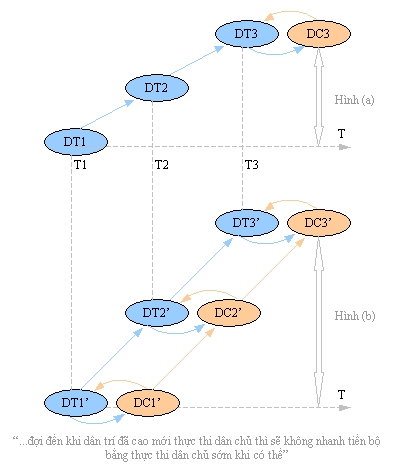 DT3 DC3
DT2
Hình (a)
DT1
T
T1 T2 T3
DT3’ DC3’
DT2’ DC2’
Hình (b)
DT1’ DC1’
T
“...đợi đến khi dân trí đã cao mới thực thi dân chủ thì sẽ không nhanh tiến bộ
bằng thực thi dân chủ sớm khi có thể”